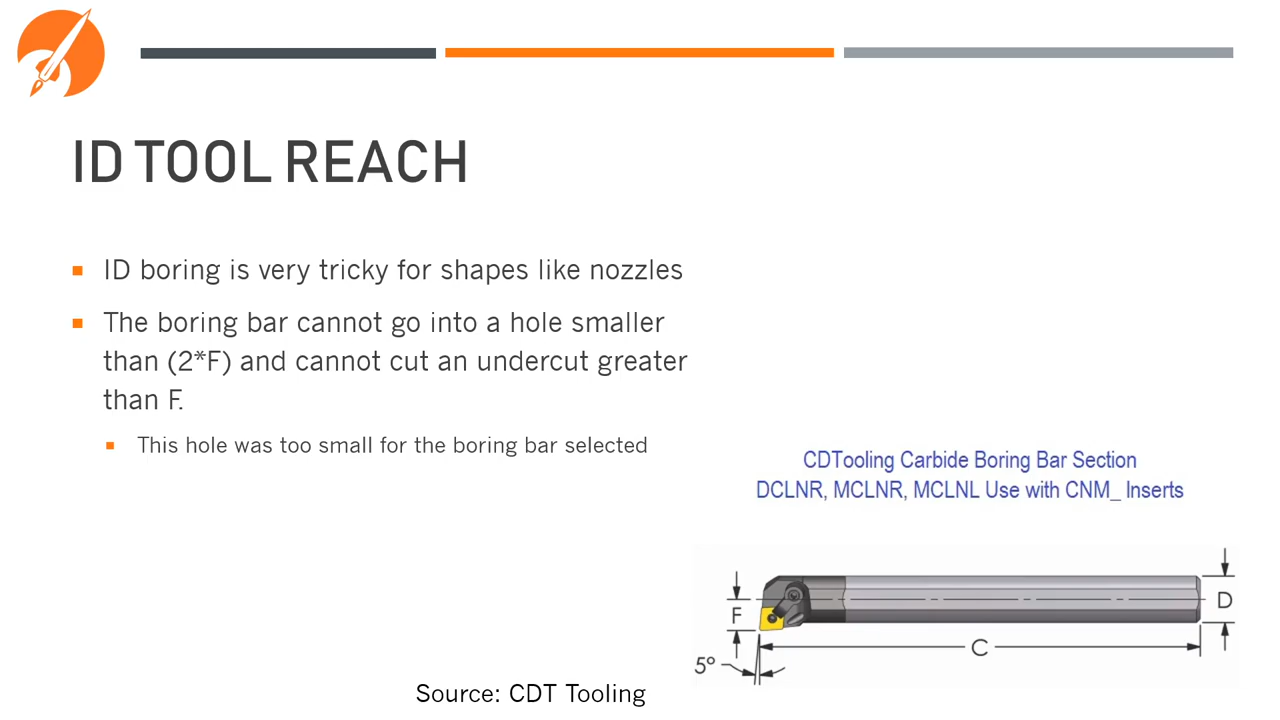 ID TOOL REACH
ID boring is very tricky for shapes like nozzles
The boring bar cannot go into a hole smaller
than (2*F) and cannot cut an undercut greater
than F.
This hole was too small for the boring bar selected
CDTooling Carbide Boring Bar Section
DCLNR, MCLNR, MCLNL Use with CNM_ Inserts
F
D
C
5°
Source: CDT Tooling